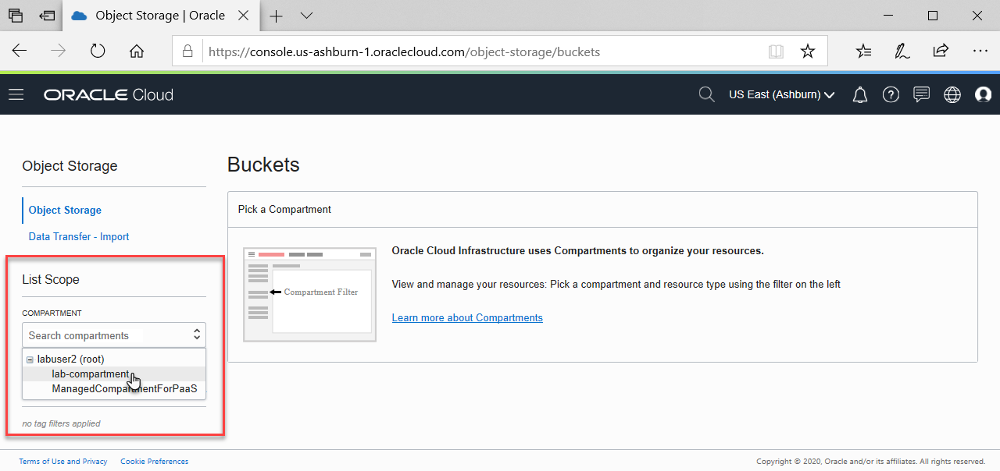 Object Storage | Oracle
https://console.us-ashburn-1.oraclecloud.com/object-storage/buckets
ORACLE Cloud
US East (Ashburn)
Object Storage
Object Storage
Data Transfer - Import
List Scope
COMPARTMENT
Search compartments
labuser2 (root)
lab-compartment
ManagedCompartmentForPaaS
no tag filters applied
Buckets
Pick a Compartment
Compartment Filter
Oracle Cloud Infrastructure uses Compartments to organize your resources.
View and manage your resources: Pick a compartment and resource type using the filter on the left
Learn more about Compartments
Terms of Use and Privacy
Cookie Preferences
Copyright © 2020, Oracle and/or its affiliates. All rights reserved.